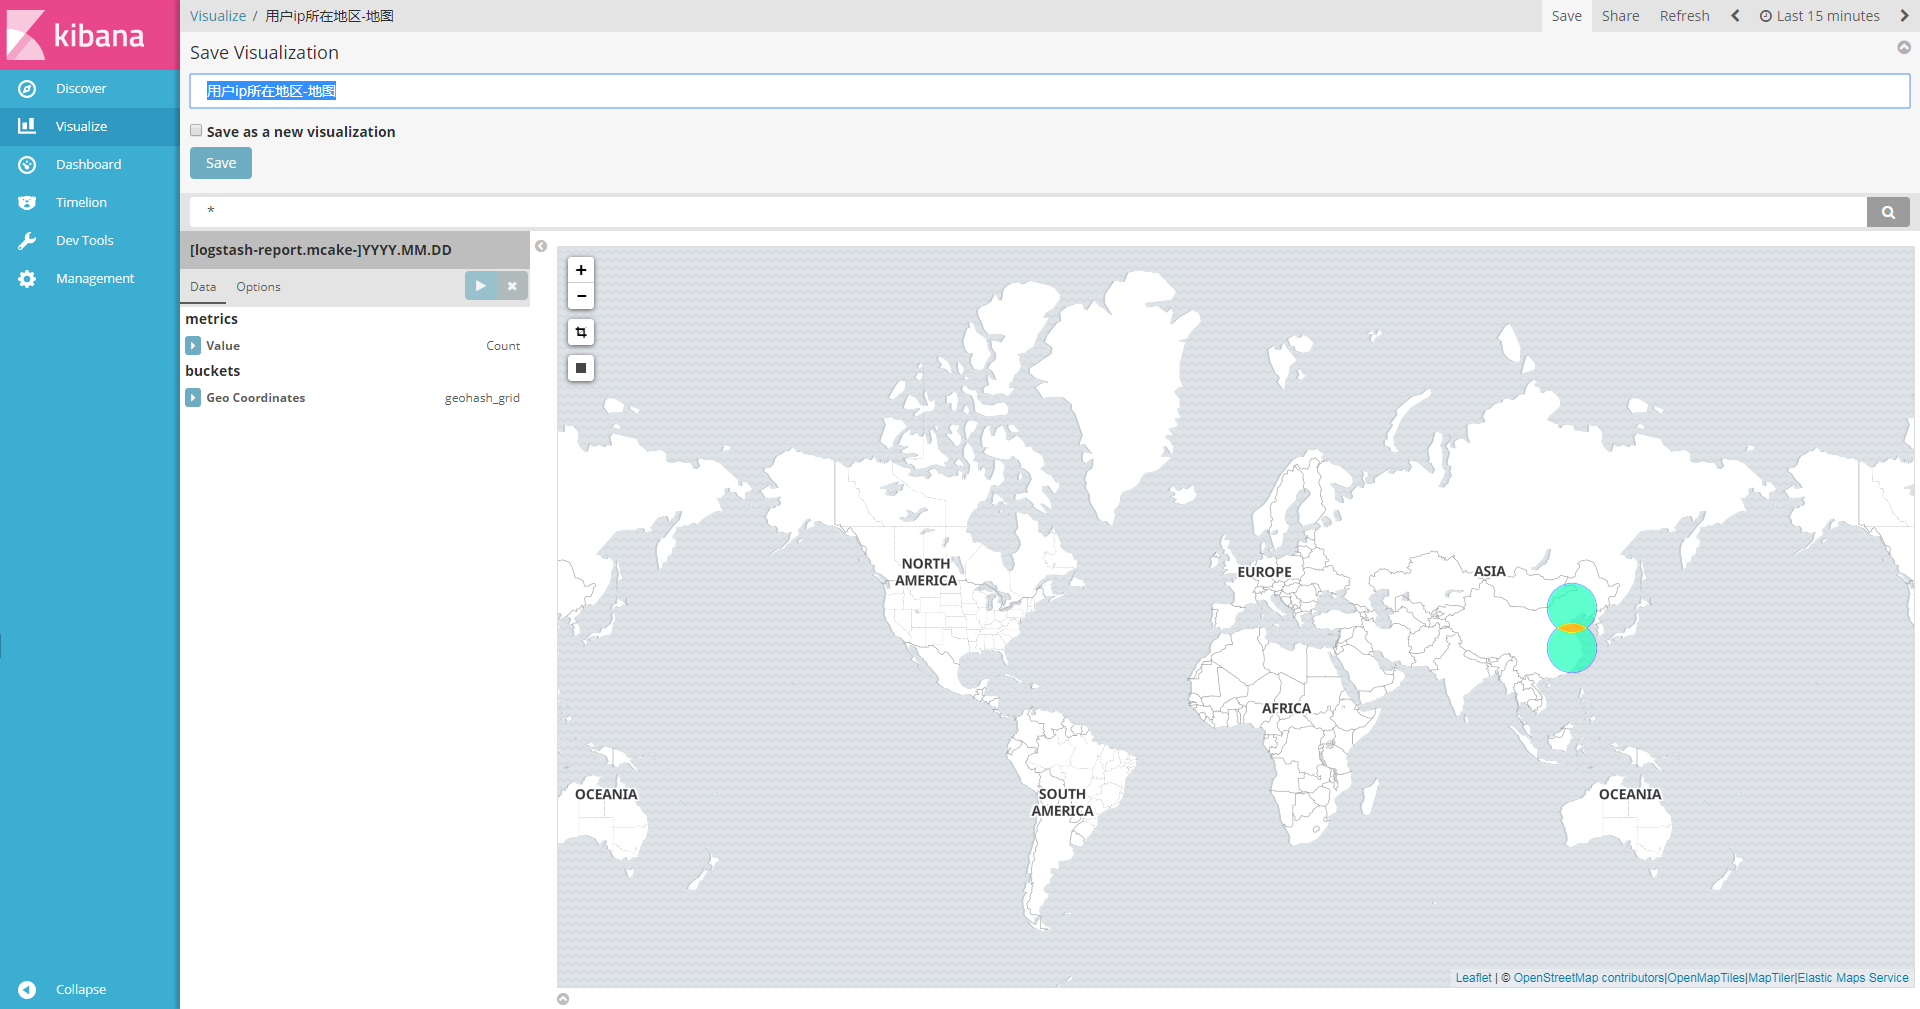 kibana
Discover
Visualize
Dashboard
Timelion
Dev Tools
Management
Collapse
Visualize / 用户ip所在地区-地图
Save Share Refresh Last 15 minutes
Save Visualization
用户ip所在地区-地图
Save as a new visualization
Save
*
[logstash-report.mcake-]YYYY.MM.DD
Data Options
metrics
Value Count
buckets
Geo Coordinates geohash_grid
+
−
NORTH
AMERICA
EUROPE
ASIA
AFRICA
OCEANIA
SOUTH
AMERICA
OCEANIA
Leaflet | © OpenStreetMap contributors|OpenMapTiles|MapTiler|Elastic Maps Service